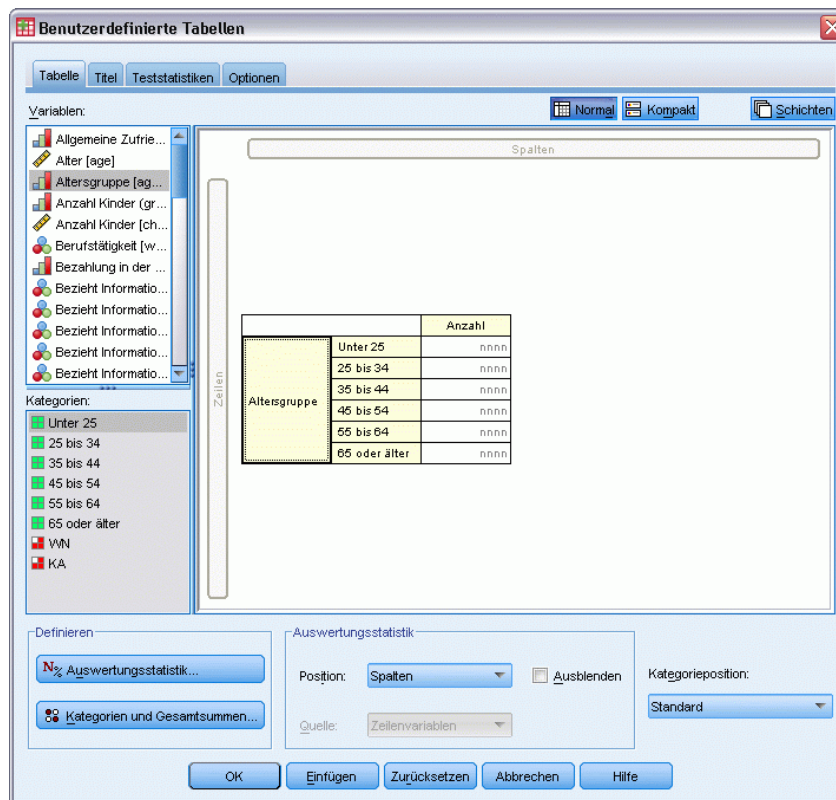 Benutzerdefinierte Tabellen
Tabelle Titel Teststatistiken Optionen
Variablen:
Normal Kompakt Schichten
Allgemeine Zufrie...
Alter [age]
Altersgruppe [ag...
Anzahl Kinder (gr...
Anzahl Kinder [ch...
Berufstätigkeit [w...
Bezahlung in der ...
Bezieht Informatio...
Bezieht Informatio...
Bezieht Informatio...
Bezieht Informatio...
Bezieht Informatio...
Kategorien:
Unter 25
25 bis 34
35 bis 44
45 bis 54
55 bis 64
65 oder älter
WN
KA
Spalten
Zeilen
Anzahl
Altersgruppe
Unter 25 nnnn
25 bis 34 nnnn
35 bis 44 nnnn
45 bis 54 nnnn
55 bis 64 nnnn
65 oder älter nnnn
Definieren
N% Auswertungsstatistik...
Kategorien und Gesamtsummen...
Auswertungsstatistik
Position: Spalten Ausblenden
Quelle: Zeilenvariablen
Kategorieposition:
Standard
OK Einfügen Zurücksetzen Abbrechen Hilfe